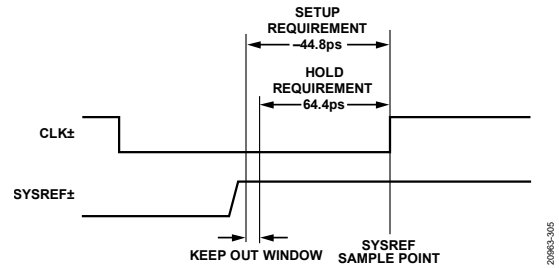 SETUP
REQUIREMENT
–44.8ps
HOLD
REQUIREMENT
64.4ps
CLK±
SYSREF±
KEEP OUT WINDOW
SYSREF
SAMPLE POINT
20963-305